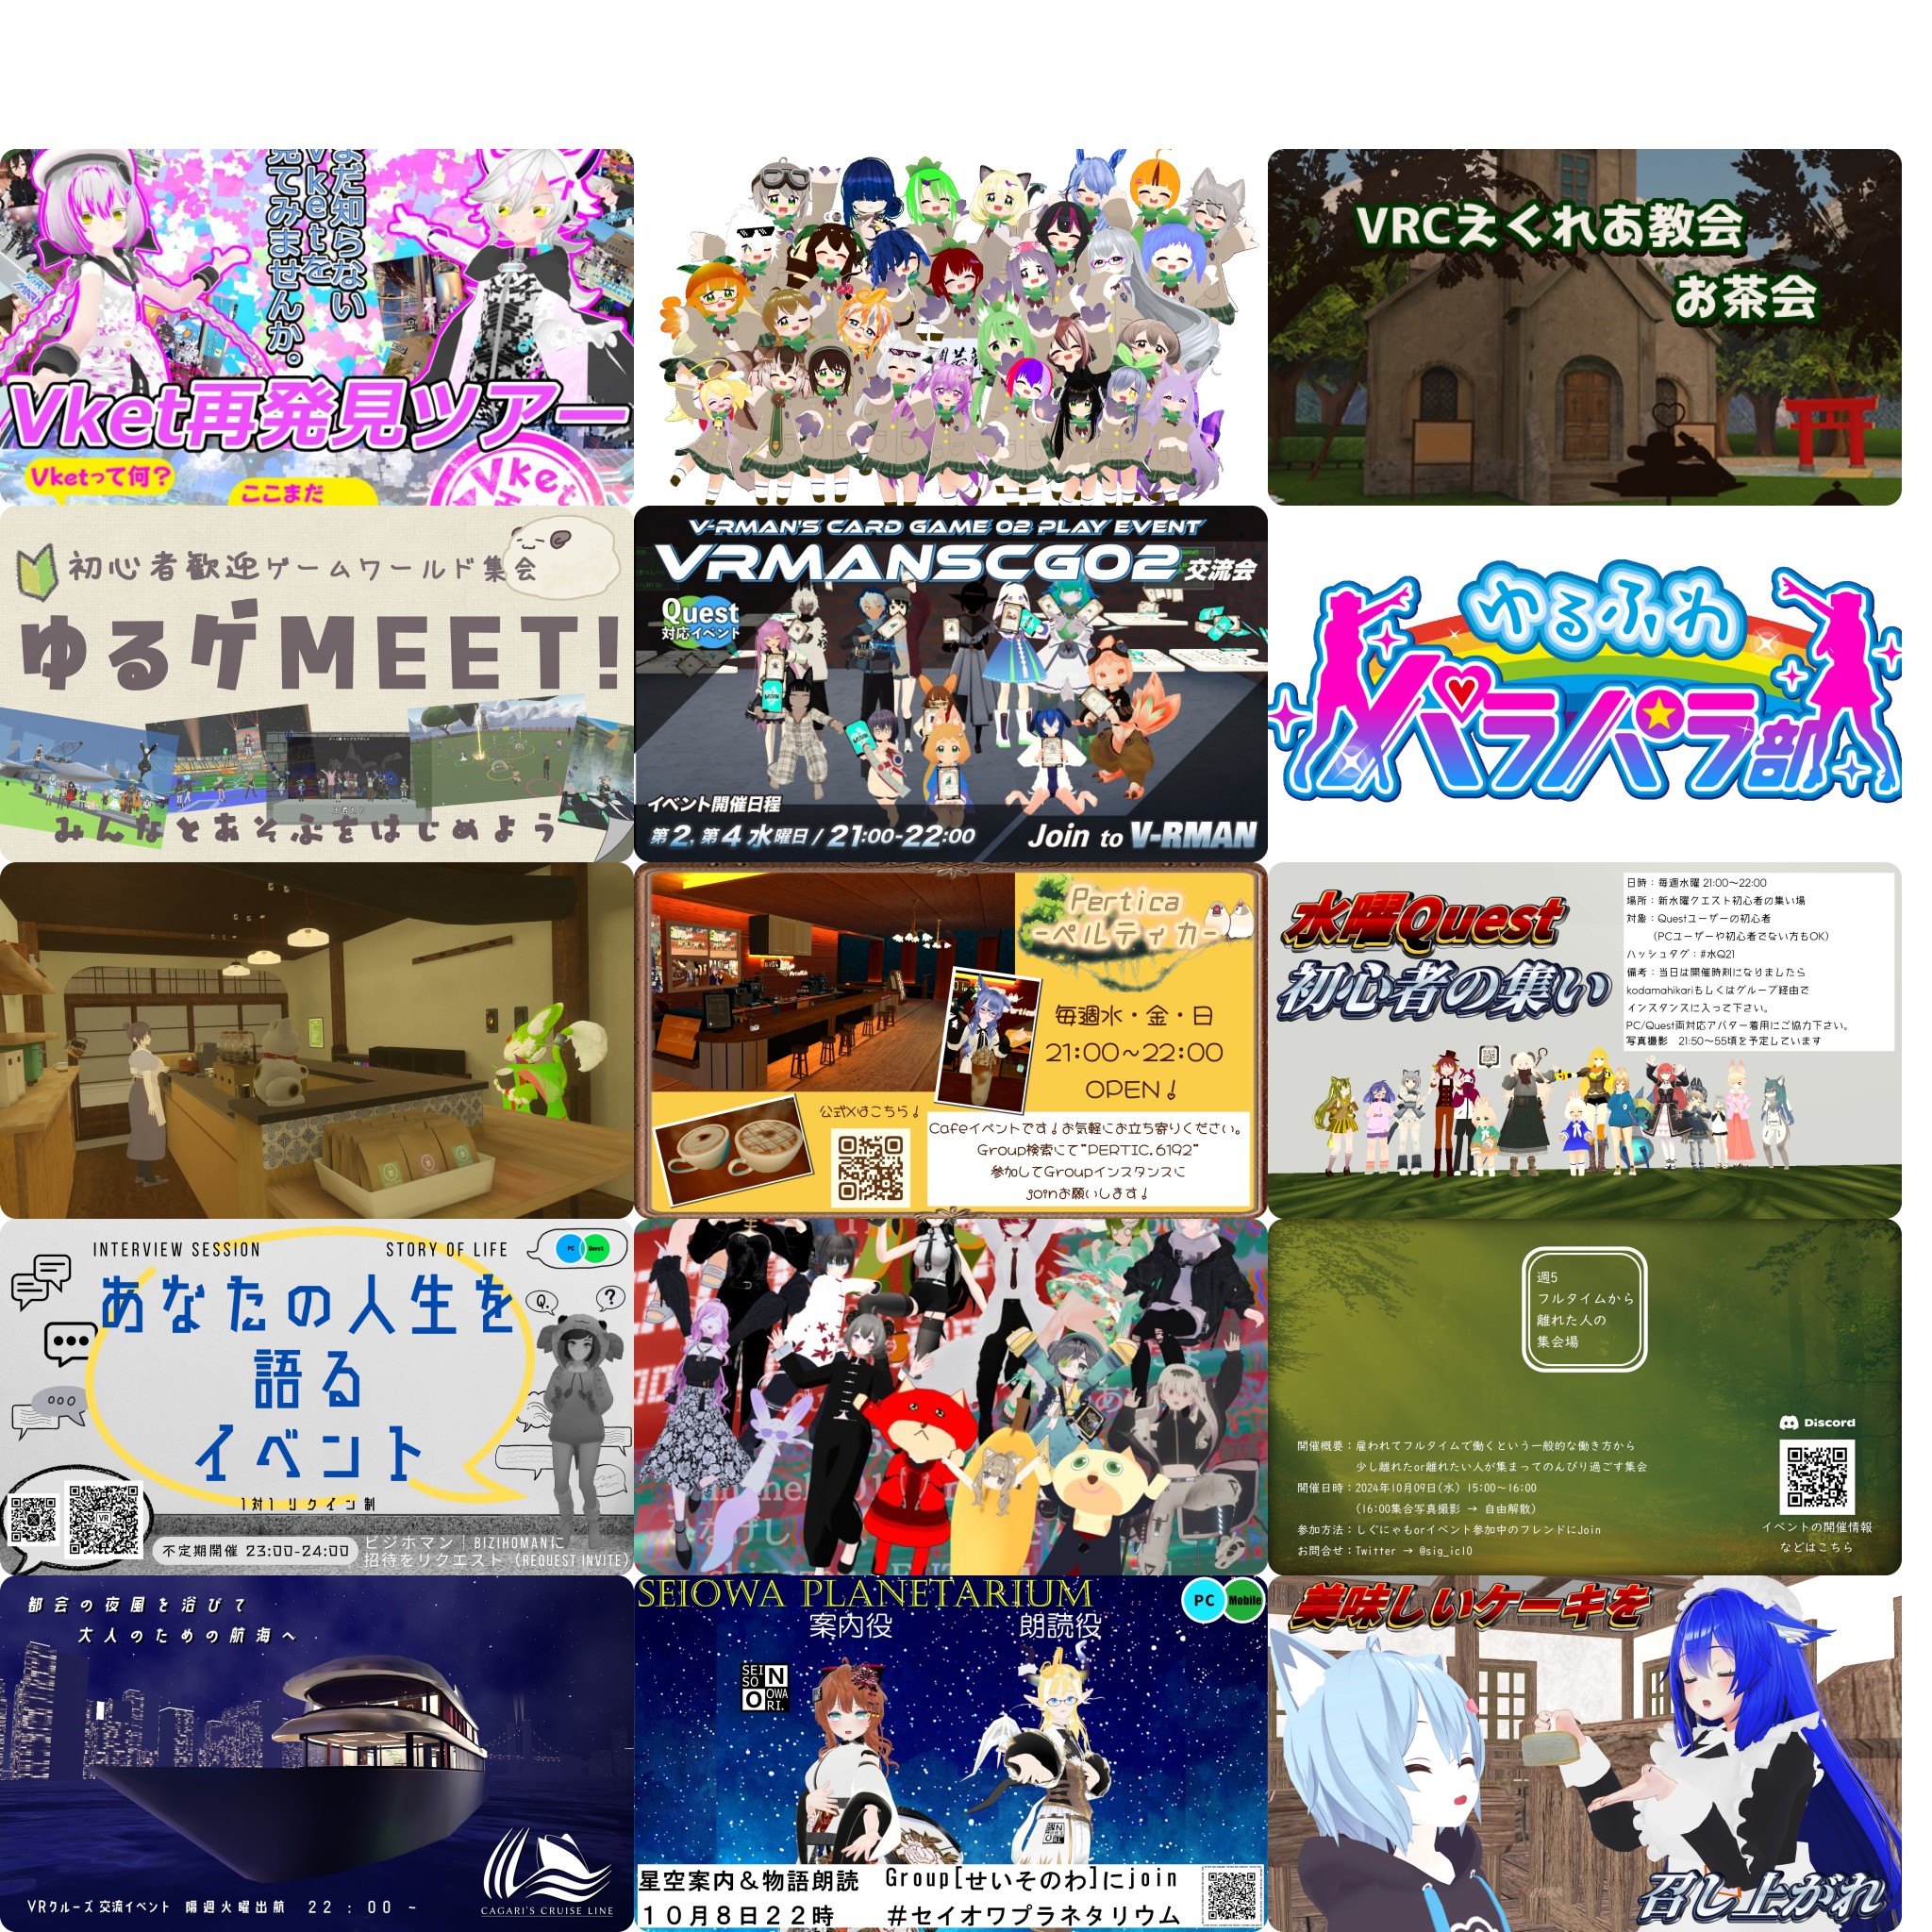 まだ知らない
Vketを
見てみませんか。
Vket再発見ツアー
Vketって何?
ここまだ
Vket
VRCえくれあ教会
お茶会
初心者歓迎ゲームワールド集会
ゆるゲMEET!
みんなとあそぶをはじめよう
V-RMAN'S CARD GAME 02 PLAY EVENT
VRMANSCG02交流会
Quest
対応イベント
イベント開催日程
第2,第4水曜日/21:00-22:00
Join to V-RMAN
ゆるふわ
パラパラ部
Pertica
-ペルティカ-
毎週水・金・日
21:00~22:00
OPEN!
公式Xはこちら!
Cafeイベントです!お気軽にお立ち寄りください。
Group検索にて"PERTIC.6192"
参加してGroupインスタンスに
joinお願いします!
水曜Quest
初心者の集い
日時:毎週水曜 21:00~22:00
場所:新水曜クエスト初心者の集い場
対象:Questユーザーの初心者
(PCユーザーや初心者でない方もOK)
ハッシュタグ:#水Q21
備考:当日は開催時刻になりましたら
kodamahikariもしくはグループ経由で
インスタンスに入って下さい。
PC/Quest両対応アバター着用にご協力下さい。
写真撮影 21:50~55頃を予定しています
INTERVIEW SESSION
STORY OF LIFE
PC
Quest
あなたの人生を
語る
イベント
Q.
?
1対1 リクイン制
不定期開催 23:00-24:00
ビジホマン|BIZIHOMANに
招待をリクエスト (REQUEST INVITE)
週5
フルタイムから
離れた人の
集会場
Discord
開催概要:雇われてフルタイムで働くという一般的な働き方から
少し離れたor離れたい人が集まってのんびり過ごす集会
開催日時:2024年10月09日(水) 15:00~16:00
(16:00集合写真撮影 → 自由解散)
参加方法:しぐにゃもorイベント参加中のフレンドにJoin
お問合せ:Twitter → @sig_ic10
イベントの開催情報
などはこちら
都会の夜風を浴びて
大人のための航海へ
VRクルーズ 交流イベント 隔週火曜出航 22:00 ~
CAGARI'S CRUISE LINE
SEIOWA PLANETARIUM
PC
Mobile
案内役
朗読役
SEI
SO
N
O
OWA
RI.
星空案内&物語朗読
Group[せいそのわ]にjoin
10月8日22時
#セイオワプラネタリウム
美味しいケーキを
召し上がれ